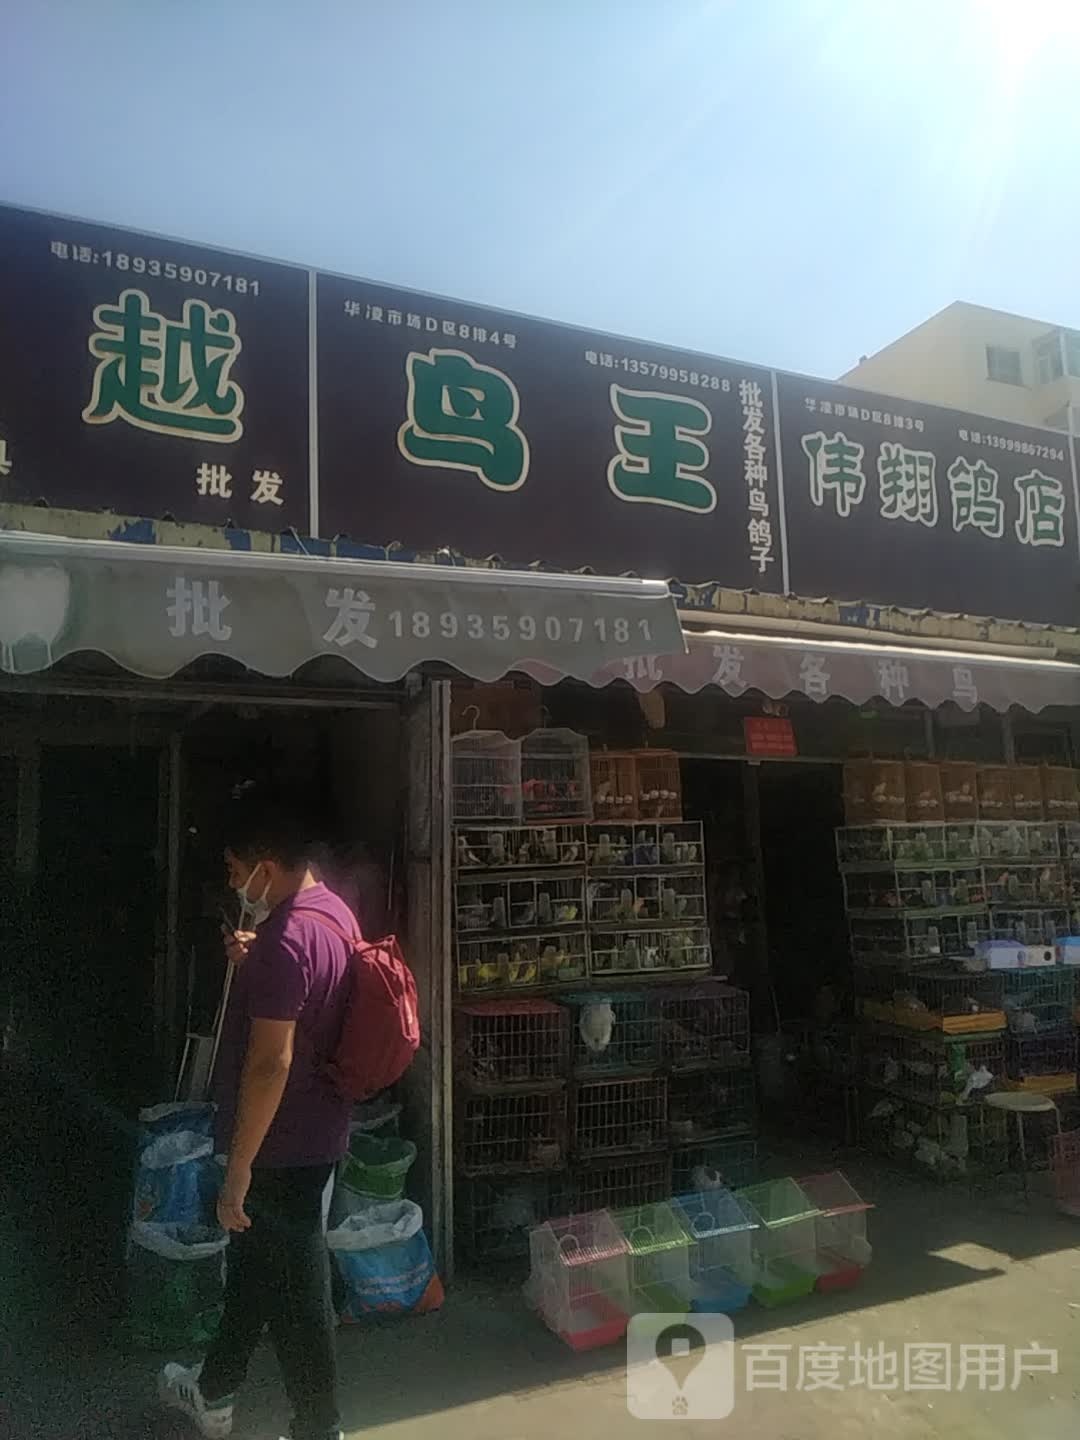 电话:18935907181
越
批发
华凌市场D区8排4号
电话:13579958288
鸟王
批发各种鸟鸽子
华凌市场D区8排3号
电话:13999867294
伟翔鸽店
批发18935907181
批发各种鸟
百度地图用户